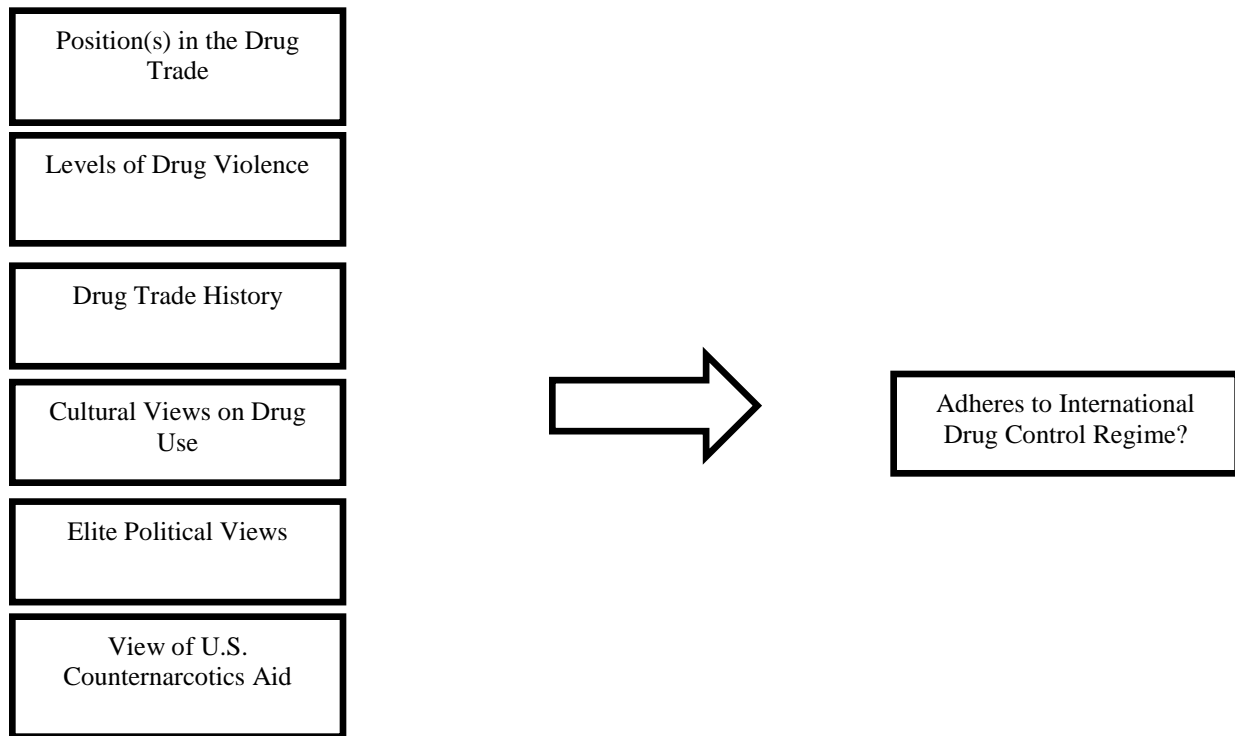 Position(s) in the Drug
Trade
Levels of Drug Violence
Drug Trade History
Cultural Views on Drug
Use
Elite Political Views
View of U.S.
Counternarcotics Aid
Adheres to International
Drug Control Regime?